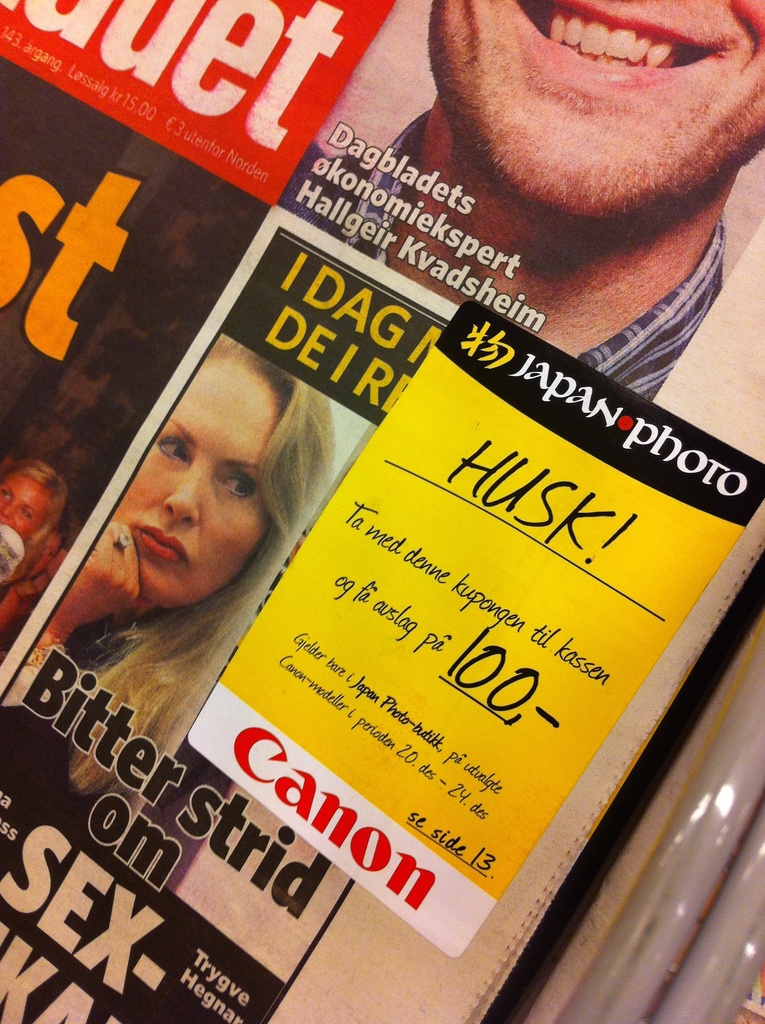 143. årgang. Løssalg kr 15,00 € 3 utenfor Norden
Dagbladets
økonomiekspert
Hallgeir Kvadsheim
I DAG
DE I
物 JAPAN PHOTO
HUSK!
Ta med denne kupongen til kassen
og få avslag på 100,-
Gjelder bare i Japan Photo-butikk, på utvalgte
Canon-modeller i perioden 20. des - 24. des
se side 13.
Canon
Bitter strid
om
SEX-
Trygve
Hegnar